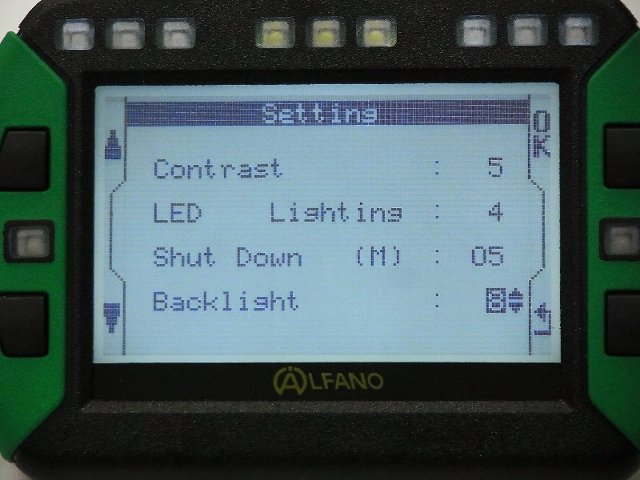 Setting
OK
Contrast : 5
LED Lighting : 4
Shut Down (M) : 05
Backlight : 8
ALFANO